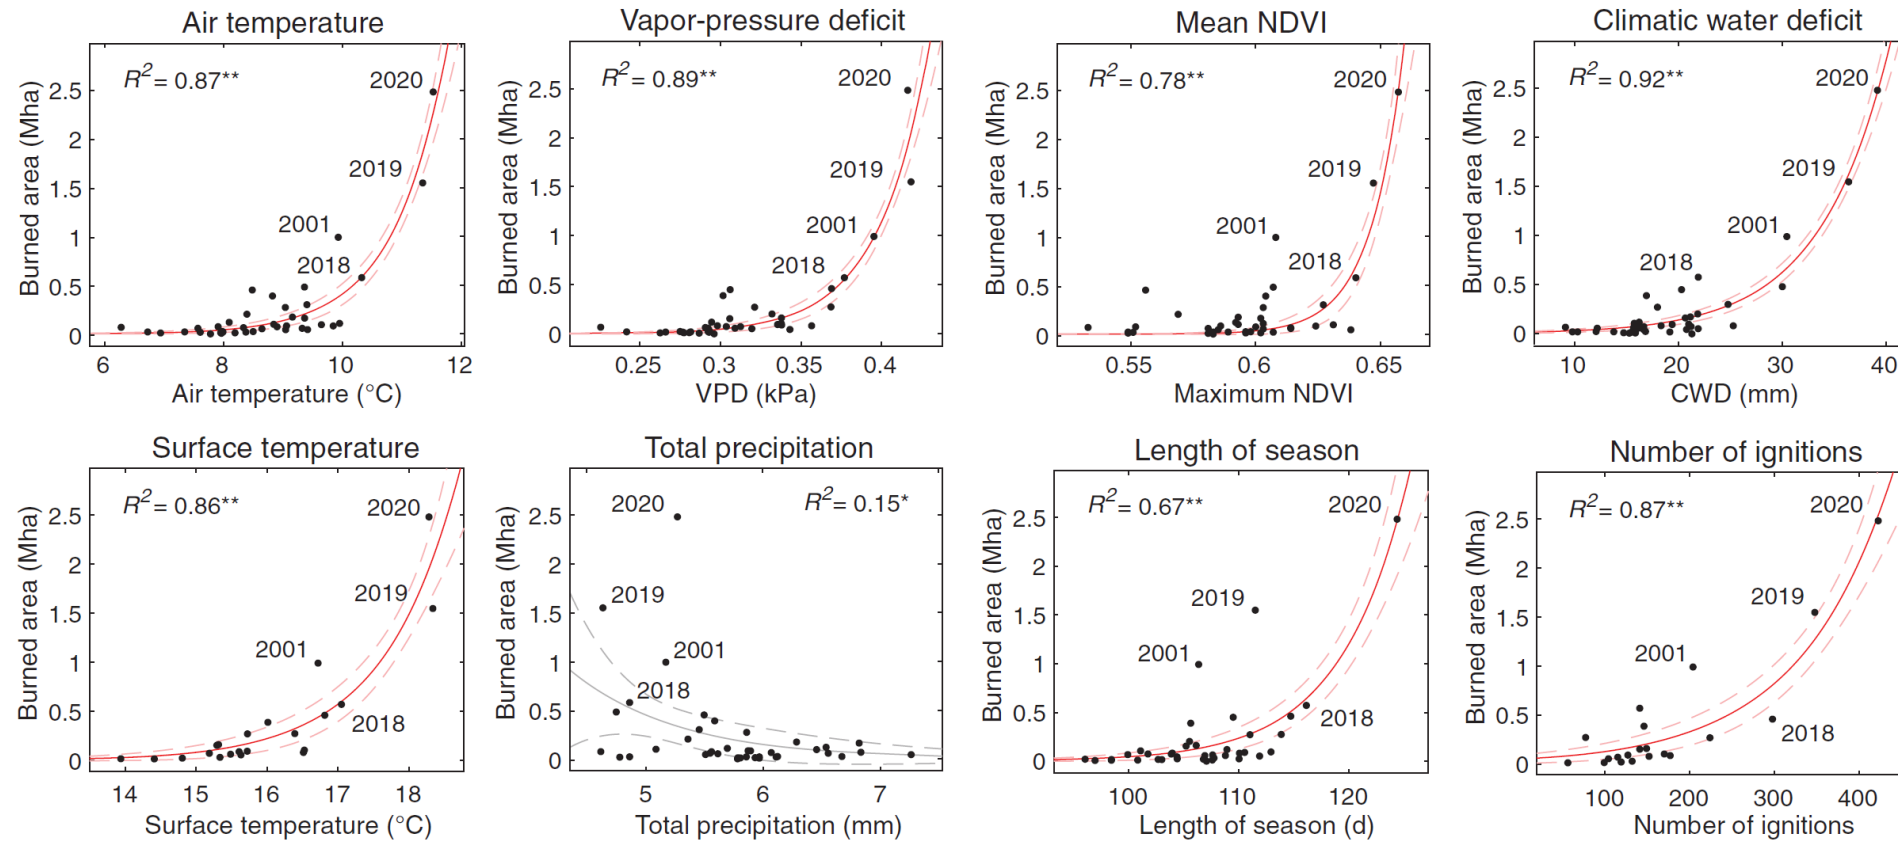 Air temperature
R2= 0.87**
2020
2019
2001
2018
2.5
2
1.5
1
0.5
0
Burned area (Mha)
6 8 10 12
Air temperature (°C)
Vapor-pressure deficit
R2= 0.89**
2020
2019
2001
2018
2.5
2
1.5
1
0.5
0
Burned area (Mha)
0.25 0.3 0.35 0.4
VPD (kPa)
Mean NDVI
R2= 0.78**
2020
2019
2001
2018
2.5
2
1.5
1
0.5
0
Burned area (Mha)
0.55 0.6 0.65
Maximum NDVI
Climatic water deficit
R2= 0.92**
2020
2019
2001
2018
2.5
2
1.5
1
0.5
0
Burned area (Mha)
10 20 30 40
CWD (mm)
Surface temperature
R2= 0.86**
2020
2019
2001
2018
2.5
2
1.5
1
0.5
0
Burned area (Mha)
14 15 16 17 18
Surface temperature (°C)
Total precipitation
2020
R2= 0.15*
2019
2001
2018
2.5
2
1.5
1
0.5
0
Burned area (Mha)
5 6 7
Total precipitation (mm)
Length of season
R2= 0.67**
2020
2019
2001
2018
2.5
2
1.5
1
0.5
0
Burned area (Mha)
100 110 120
Length of season (d)
Number of ignitions
R2= 0.87**
2020
2019
2001
2018
2.5
2
1.5
1
0.5
0
Burned area (Mha)
100 200 300 400
Number of ignitions